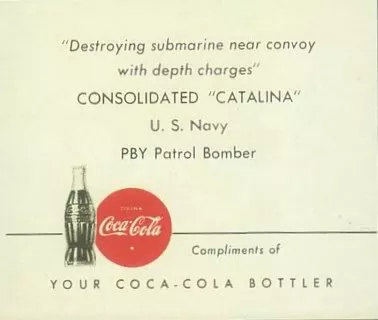 "Destroying submarine near convoy
with depth charges"
CONSOLIDATED "CATALINA"
U. S. Navy
PBY Patrol Bomber
DRINK
Coca-Cola
Compliments of
YOUR COCA-COLA BOTTLER